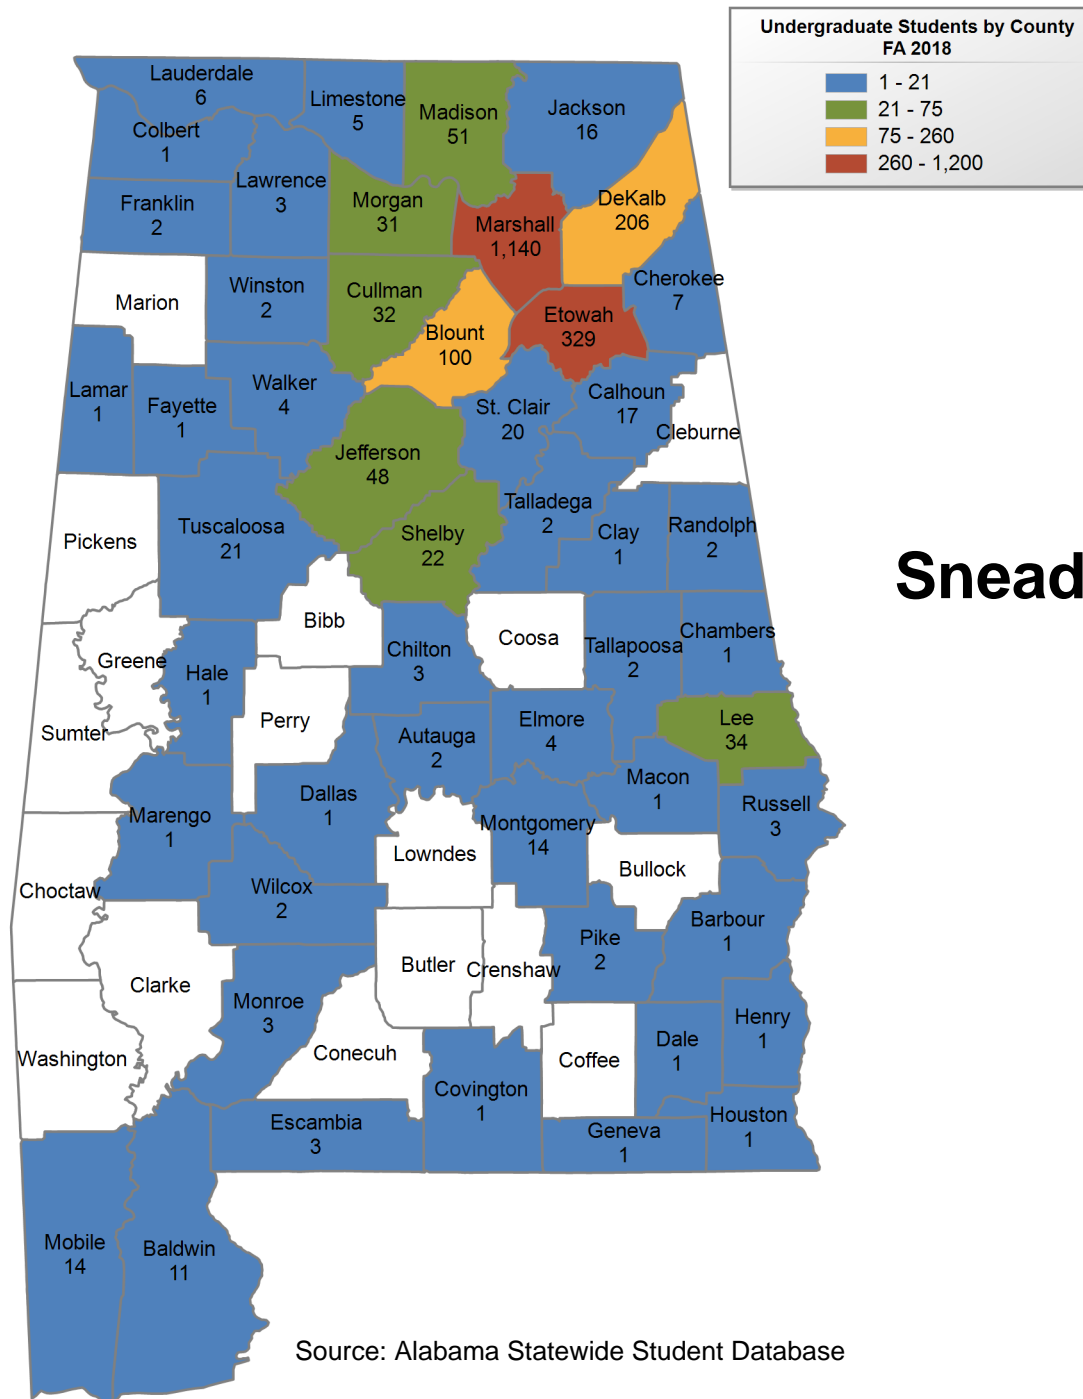 Undergraduate Students by County
FA 2018
1 - 21
21 - 75
75 - 260
260 - 1,200
Lauderdale
6
Limestone
5
Madison
51
Jackson
16
Colbert
1
Lawrence
3
Franklin
2
Morgan
31
Marshall
1,140
DeKalb
206
Marion
Winston
2
Cullman
32
Blount
100
Etowah
329
Cherokee
7
Lamar
1
Fayette
1
Walker
4
St. Clair
20
Calhoun
17
Cleburne
Jefferson
48
Pickens
Tuscaloosa
21
Shelby
22
Talladega
2
Clay
1
Randolph
2
Snead
Bibb
Greene
Hale
1
Chilton
3
Coosa
Tallapoosa
2
Chambers
1
Sumter
Perry
Autauga
2
Elmore
4
Lee
34
Marengo
1
Dallas
1
Montgomery
14
Macon
1
Russell
3
Lowndes
Bullock
Choctaw
Wilcox
2
Barbour
1
Pike
2
Butler
Crenshaw
Clarke
Monroe
3
Henry
1
Washington
Conecuh
Coffee
Dale
1
Covington
1
Escambia
3
Geneva
1
Houston
1
Mobile
14
Baldwin
11
Source: Alabama Statewide Student Database